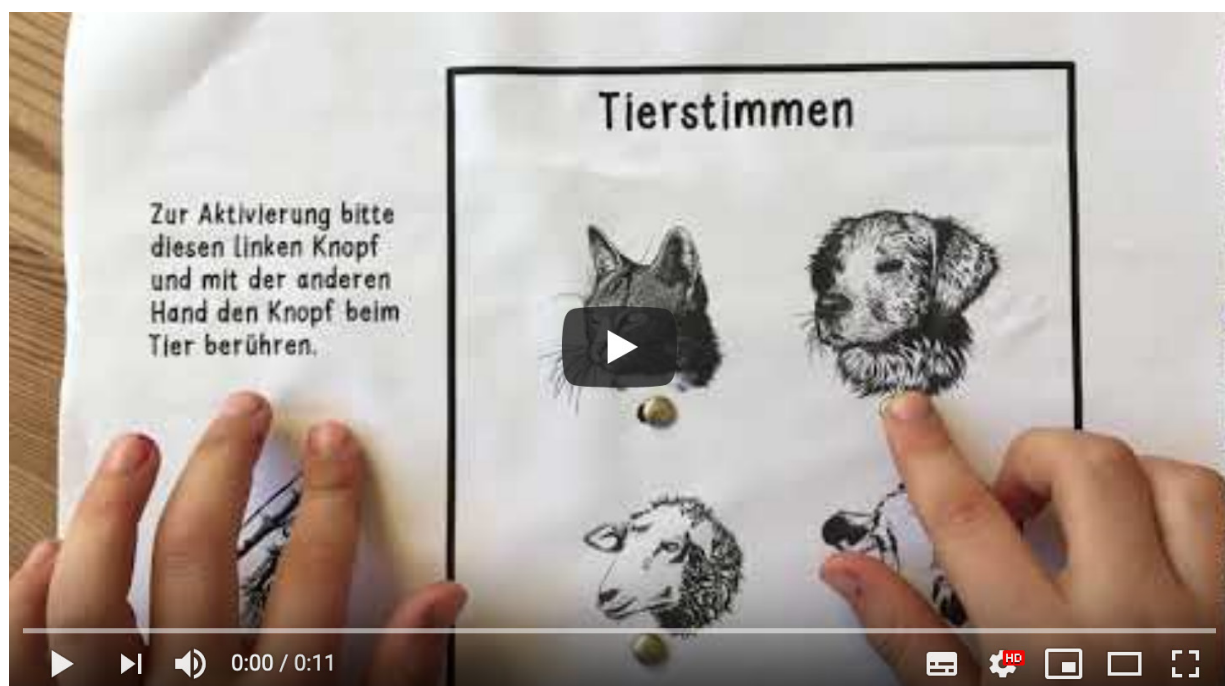 Tierstimmen
Zur Aktivierung bitte
diesen linken Knopf
und mit der anderen
Hand den Knopf beim
Tier berühren.
0:00 / 0:11
HD